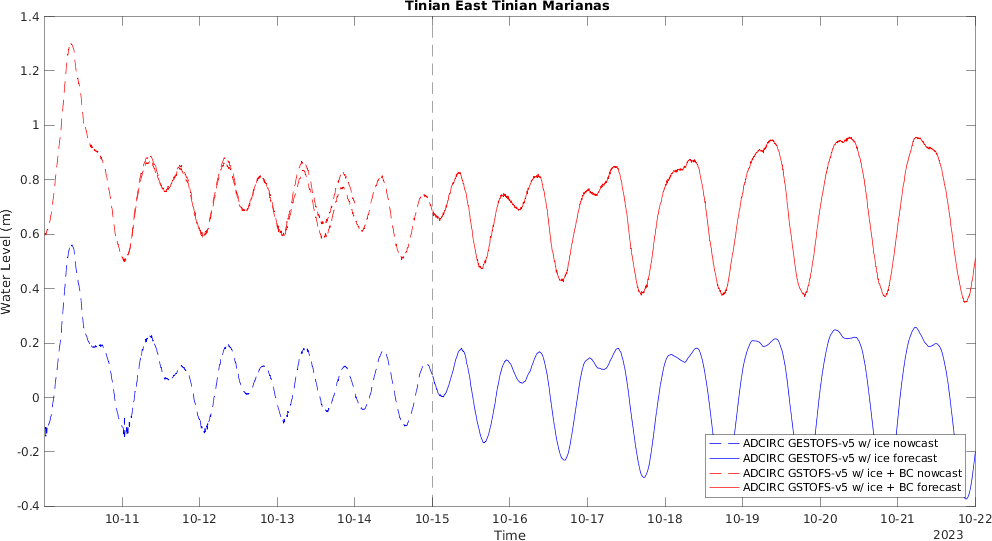 Tinian East Tinian Marianas
1.4
1.2
1
0.8
0.6
0.4
0.2
0
-0.2
-0.4
Water Level (m)
ADCIRC GESTOFS-v5 w/ ice nowcast
ADCIRC GESTOFS-v5 w/ ice forecast
ADCIRC GSTOFS-v5 w/ ice + BC nowcast
ADCIRC GSTOFS-v5 w/ ice + BC forecast
10-11 10-12 10-13 10-14 10-15 10-16 10-17 10-18 10-19 10-20 10-21 10-22
Time
2023